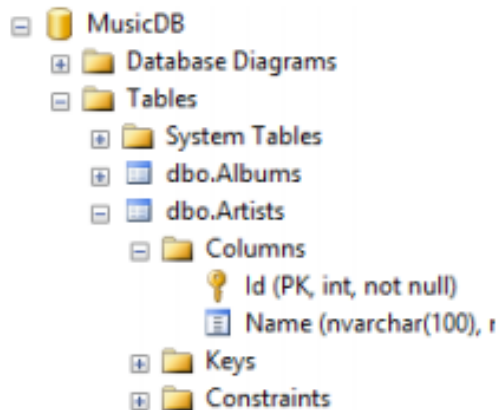 MusicDB
Database Diagrams
Tables
System Tables
dbo.Albums
dbo.Artists
Columns
Id (PK, int, not null)
Name (nvarchar(100),
Keys
Constraints